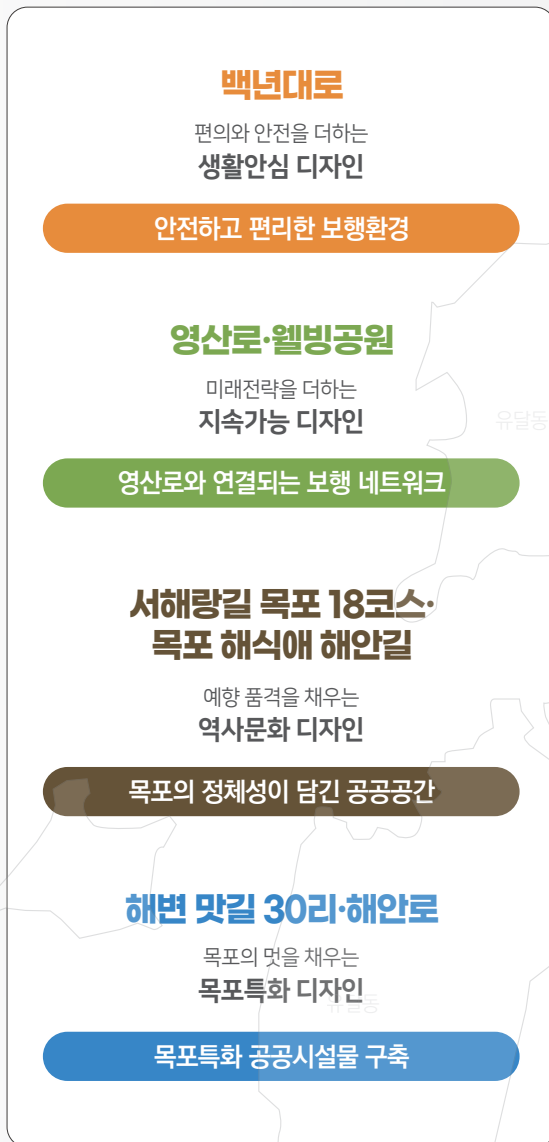 백년대로
편의와 안전을 더하는
생활안심 디자인
안전하고 편리한 보행환경
영산로·웰빙공원
미래전략을 더하는
지속가능 디자인
유달동
영산로와 연결되는 보행 네트워크
서해랑길 목포 18코스·
목포 해식애 해안길
예향 품격을 채우는
역사문화 디자인
목포의 정체성이 담긴 공공공간
해변 맛길 30리·해안로
목포의 멋을 채우는
목포특화 디자인
유달동
목포특화 공공시설물 구축